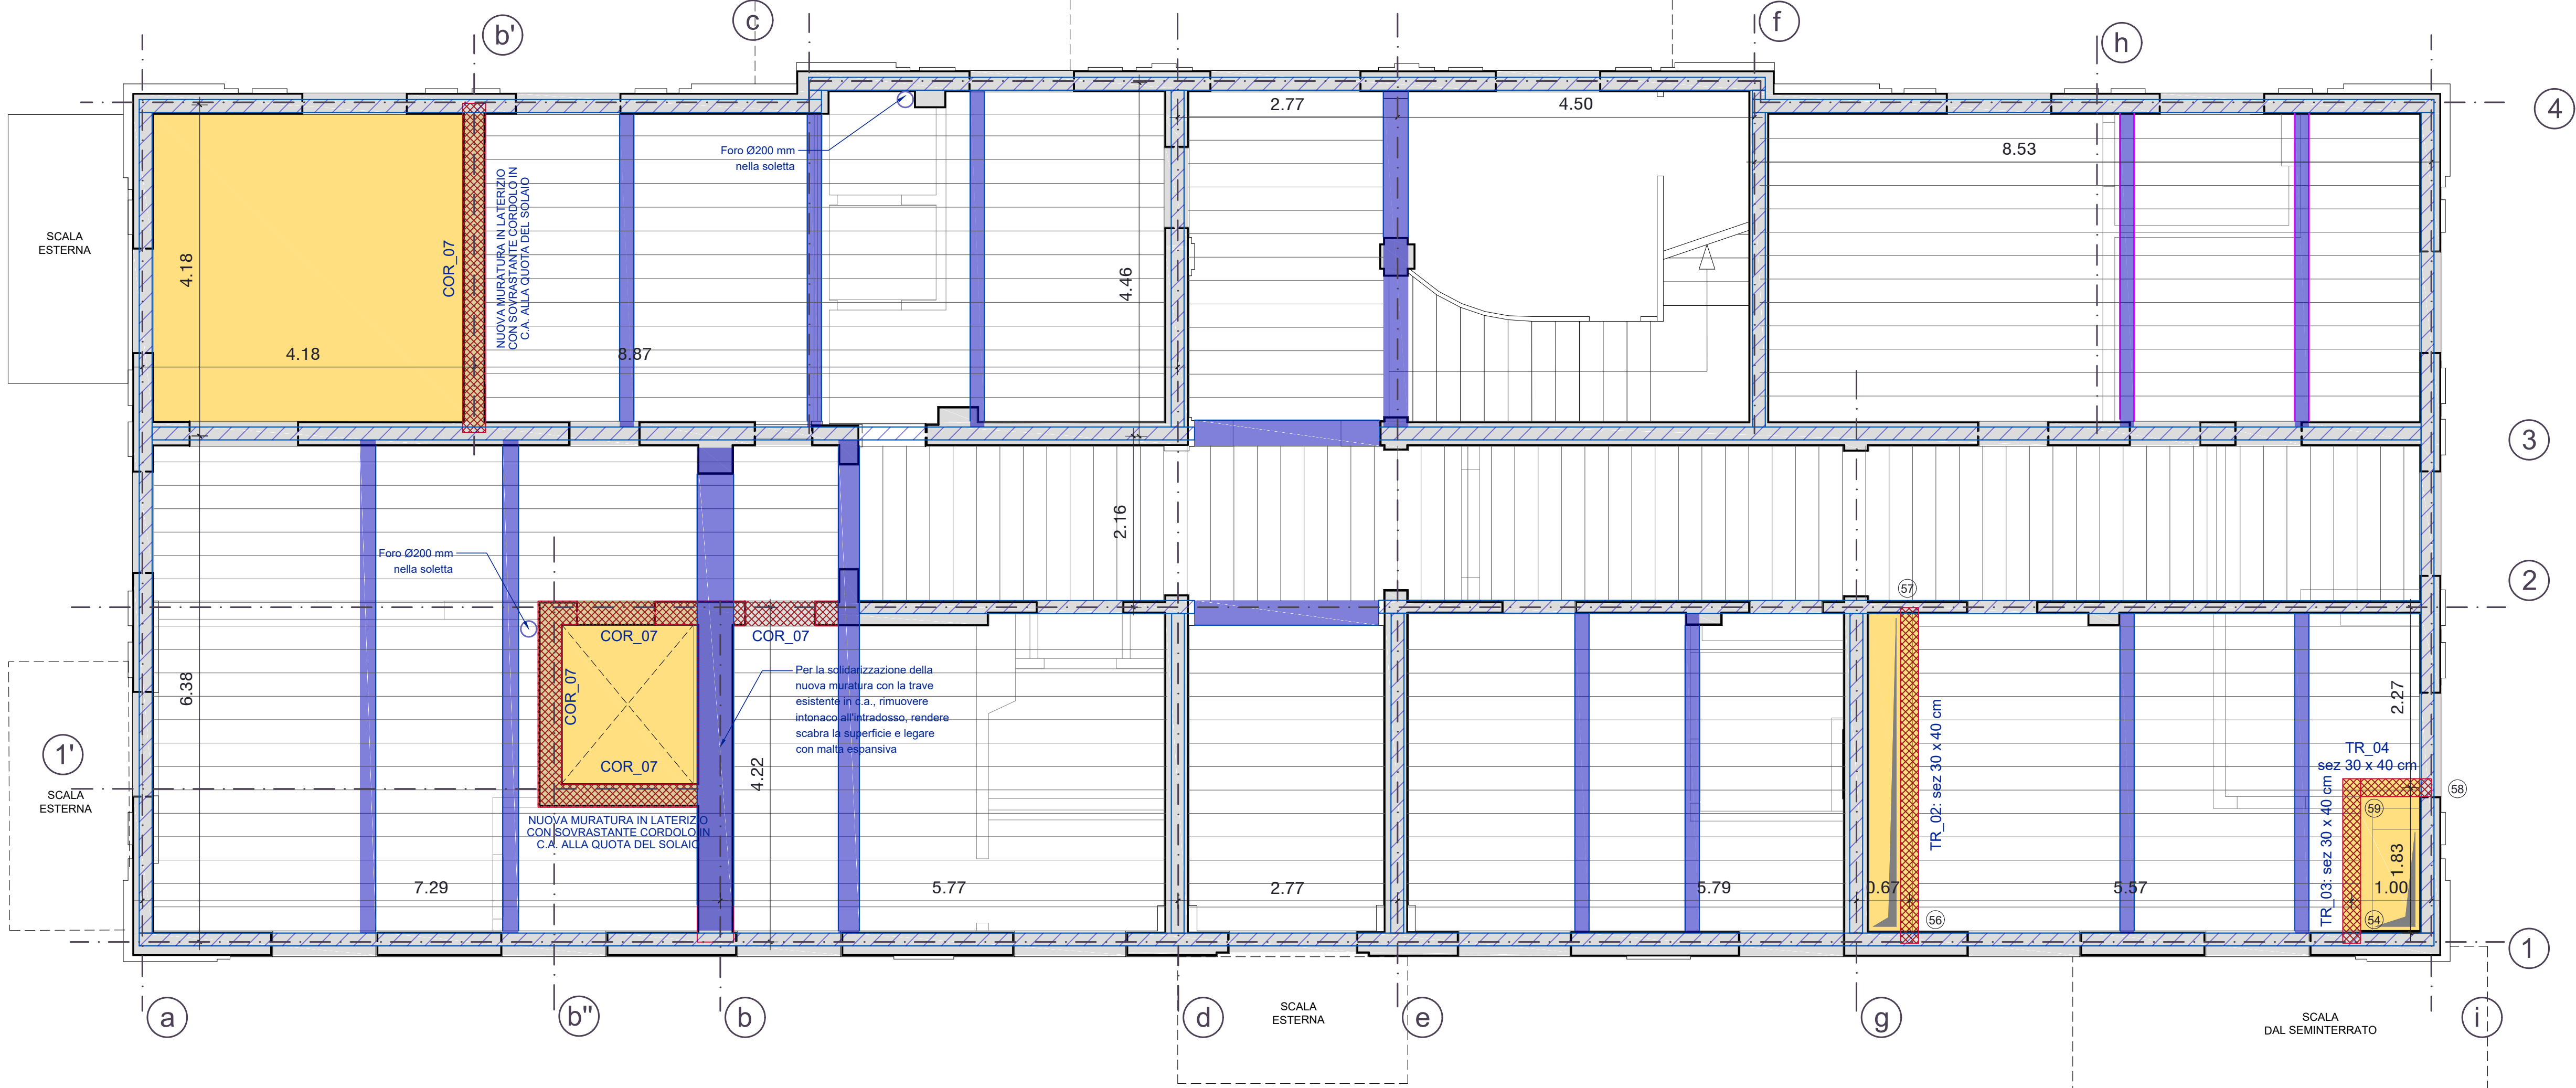 b'
c
f
h
4
2.77
4.50
Foro Ø200 mm
nella soletta
8.53
SCALA
ESTERNA
4.18
COR_07
NUOVA MURATURA IN LATERIZIO
CON SOVRASTANTE CORDOLO IN
C.A. ALLA QUOTA DEL SOLAIO
4.46
4.18
8.87
3
2.16
Foro Ø200 mm
nella soletta
57
2
COR_07
COR_07
COR_07
6.38
Per la solidarizzazione della
nuova muratura con la trave
esistente in c.a., rimuovere
intonaco all'intradosso, rendere
scabra la superficie e legare
con malta espansiva
2.27
TR_02: sez 30 x 40 cm
1'
TR_04
sez 30 x 40 cm
COR_07
4.22
58
SCALA
ESTERNA
59
NUOVA MURATURA IN LATERIZIO
CON SOVRASTANTE CORDOLO IN
C.A. ALLA QUOTA DEL SOLAIO
TR_03: sez 30 x 40 cm
1.83
7.29
5.77
2.77
5.79
0.67
5.57
1.00
56
54
1
a
b"
b
d
SCALA
ESTERNA
e
g
SCALA
DAL SEMINTERRATO
i